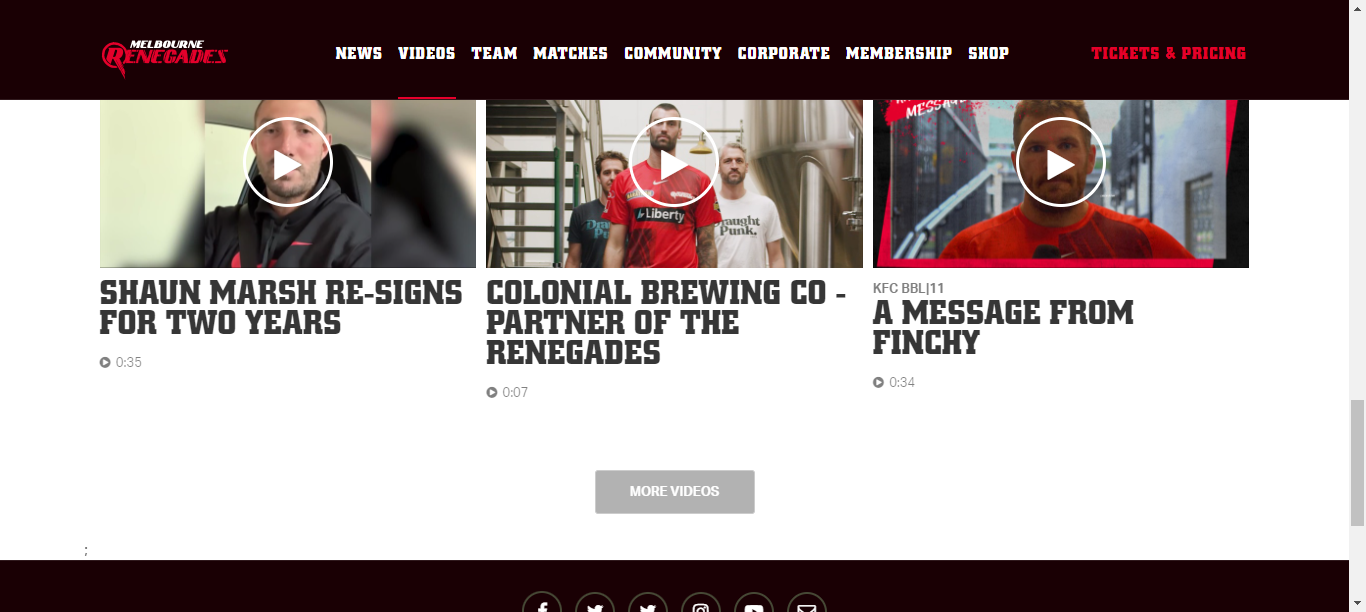 MELBOURNE
RENEGADES
NEWS VIDEOS TEAM MATCHES COMMUNITY CORPORATE MEMBERSHIP SHOP TICKETS & PRICING
MESSAGE
Liberty
Draught
Punk.
SHAUN MARSH RE-SIGNS
FOR TWO YEARS
0:35
COLONIAL BREWING CO -
PARTNER OF THE
RENEGADES
0:07
KFC BBL|11
A MESSAGE FROM
FINCHY
0:34
MORE VIDEOS
;